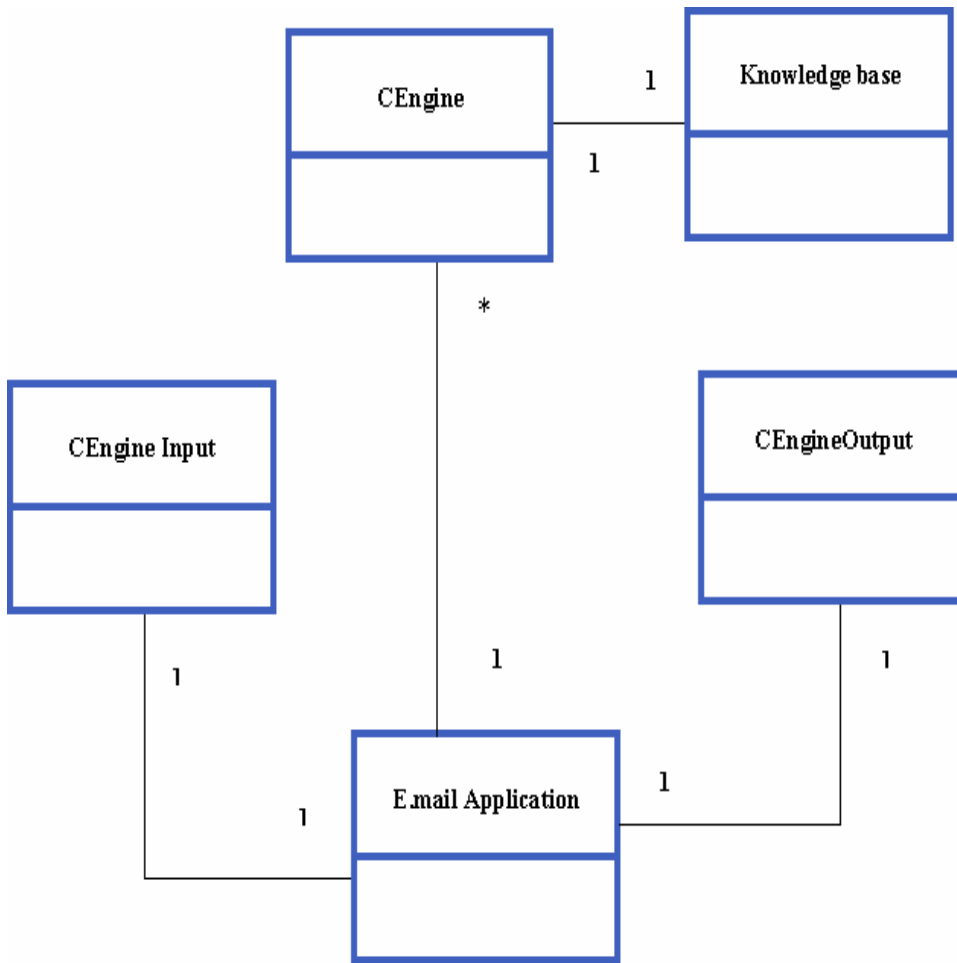 CEngine
1
Knowledge base
1
*
CEngine Input
CEngineOutput
1
1
1
1
1
E.mail Application